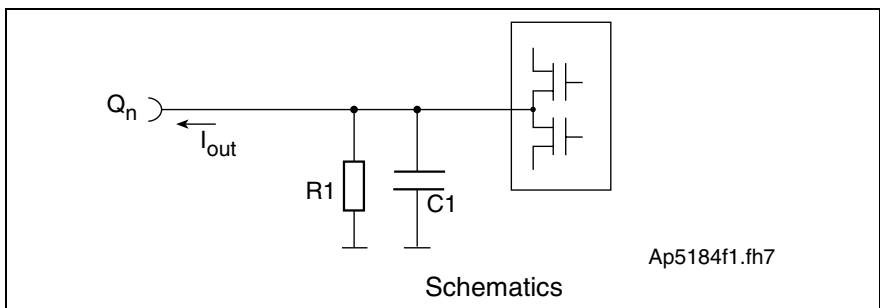 Qn
Iout
R1
C1
Ap5184f1.fh7
Schematics